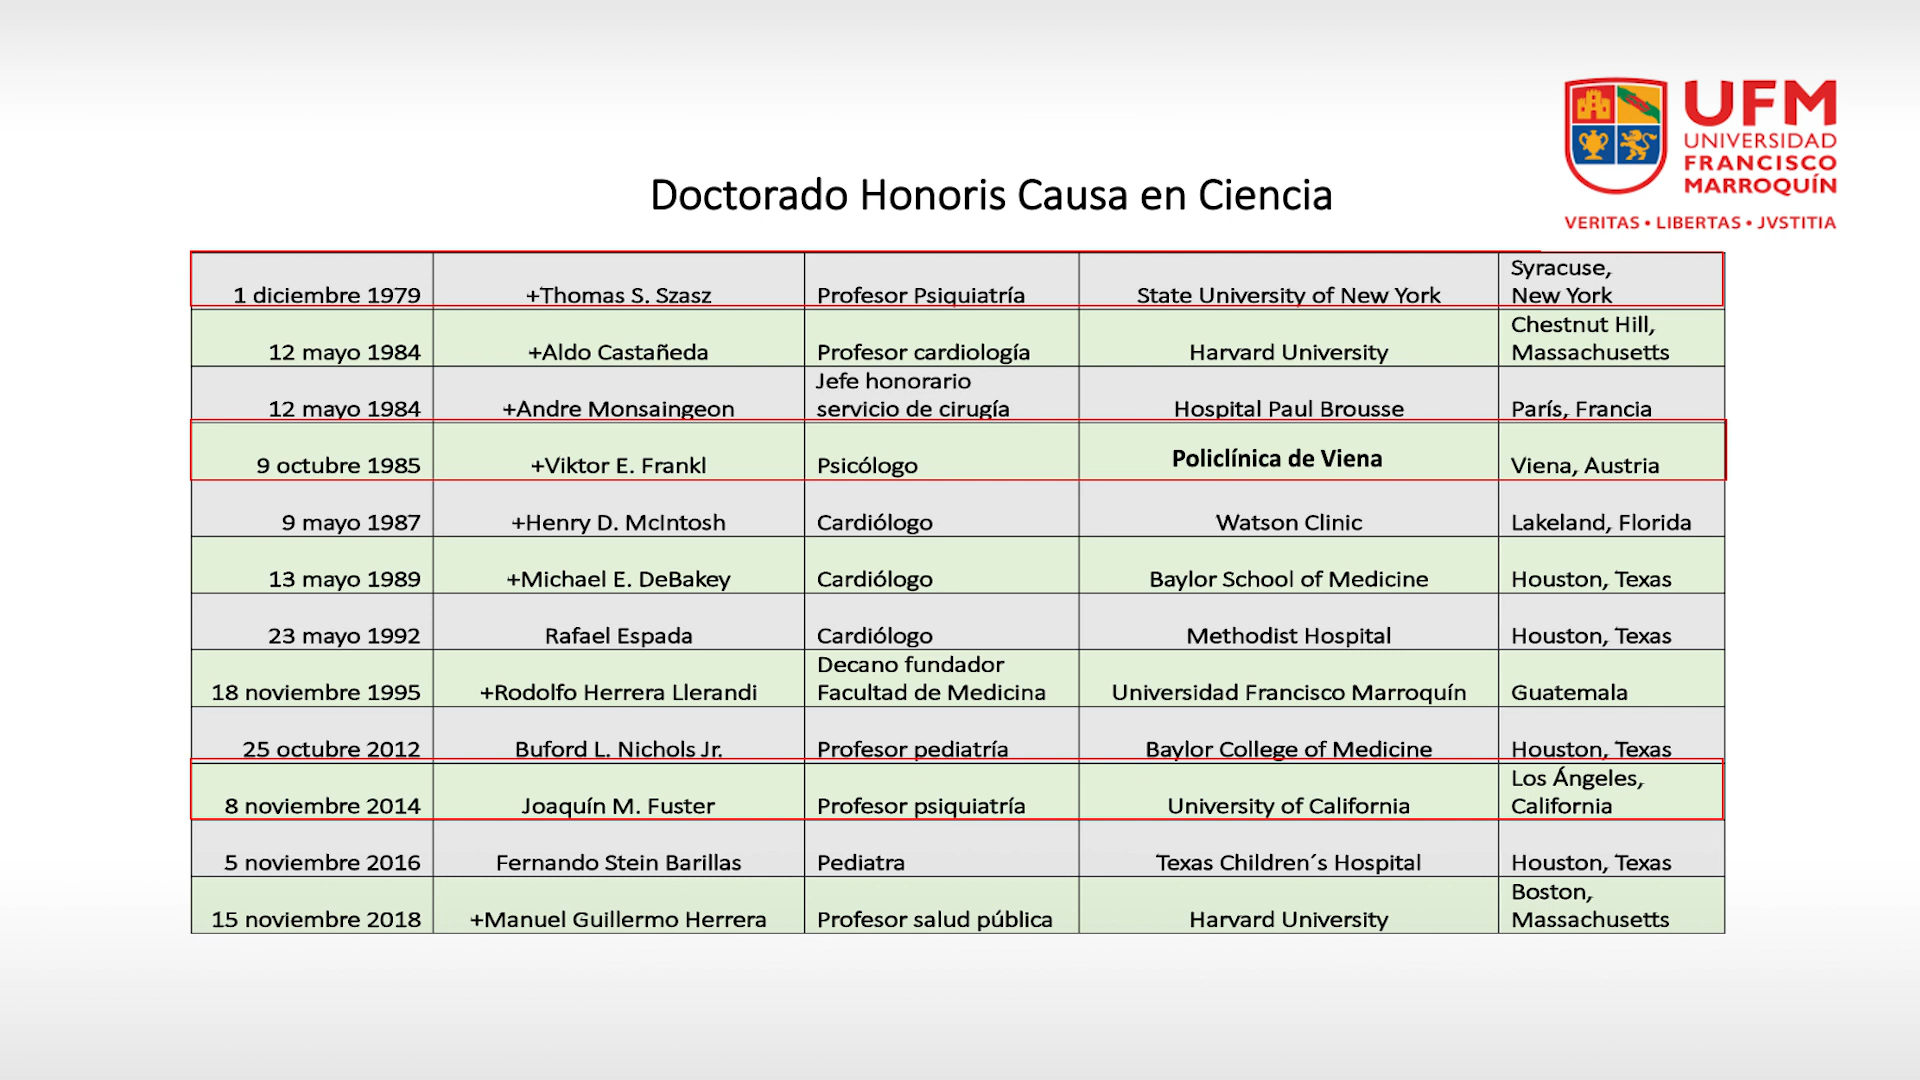 UFM
UNIVERSIDAD
FRANCISCO
MARROQUÍN
VERITAS • LIBERTAS • JVSTITIA
Doctorado Honoris Causa en Ciencia
1 diciembre 1979 +Thomas S. Szasz Profesor Psiquiatría State University of New York Syracuse,
New York
12 mayo 1984 +Aldo Castañeda Profesor cardiología Harvard University Chestnut Hill,
Massachusetts
12 mayo 1984 +Andre Monsaingeon Jefe honorario
servicio de cirugía Hospital Paul Brousse París, Francia
9 octubre 1985 +Viktor E. Frankl Psicólogo Policlínica de Viena Viena, Austria
9 mayo 1987 +Henry D. McIntosh Cardiólogo Watson Clinic Lakeland, Florida
13 mayo 1989 +Michael E. DeBakey Cardiólogo Baylor School of Medicine Houston, Texas
23 mayo 1992 Rafael Espada Cardiólogo Methodist Hospital Houston, Texas
18 noviembre 1995 +Rodolfo Herrera Llerandi Decano fundador
Facultad de Medicina Universidad Francisco Marroquín Guatemala
25 octubre 2012 Buford L. Nichols Jr. Profesor pediatría Baylor College of Medicine Houston, Texas
8 noviembre 2014 Joaquín M. Fuster Profesor psiquiatría University of California Los Ángeles,
California
5 noviembre 2016 Fernando Stein Barillas Pediatra Texas Children´s Hospital Houston, Texas
15 noviembre 2018 +Manuel Guillermo Herrera Profesor salud pública Harvard University Boston,
Massachusetts